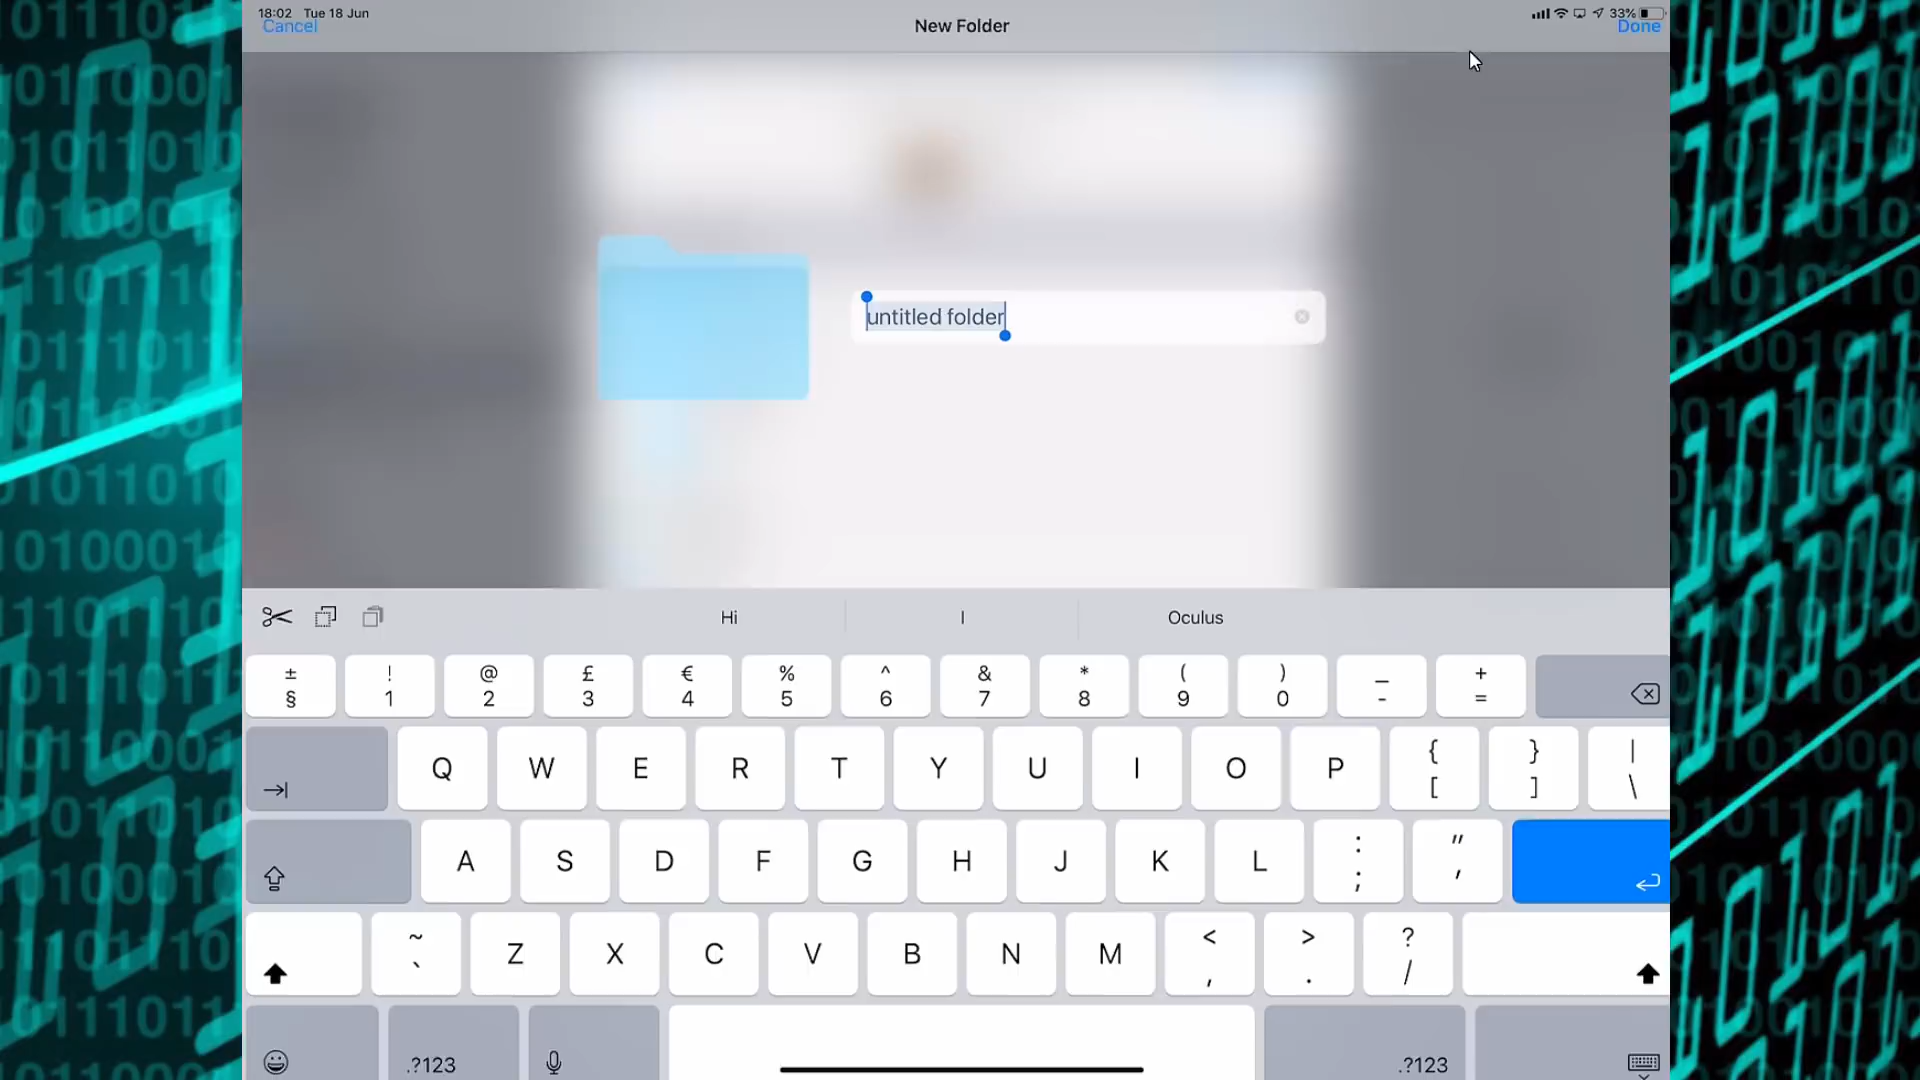 18:02 Tue 18 Jun
33%
Cancel
New Folder
Done
untitled folder
Hi
I
Oculus
± ! @ £ € % ^ & * ( ) _ +
§ 1 2 3 4 5 6 7 8 9 0 - =
Q W E R T Y U I O P { [ } ] | \
A S D F G H J K L : ; " '
~ ` Z X C V B N M < , > . ? /
.?123
.?123